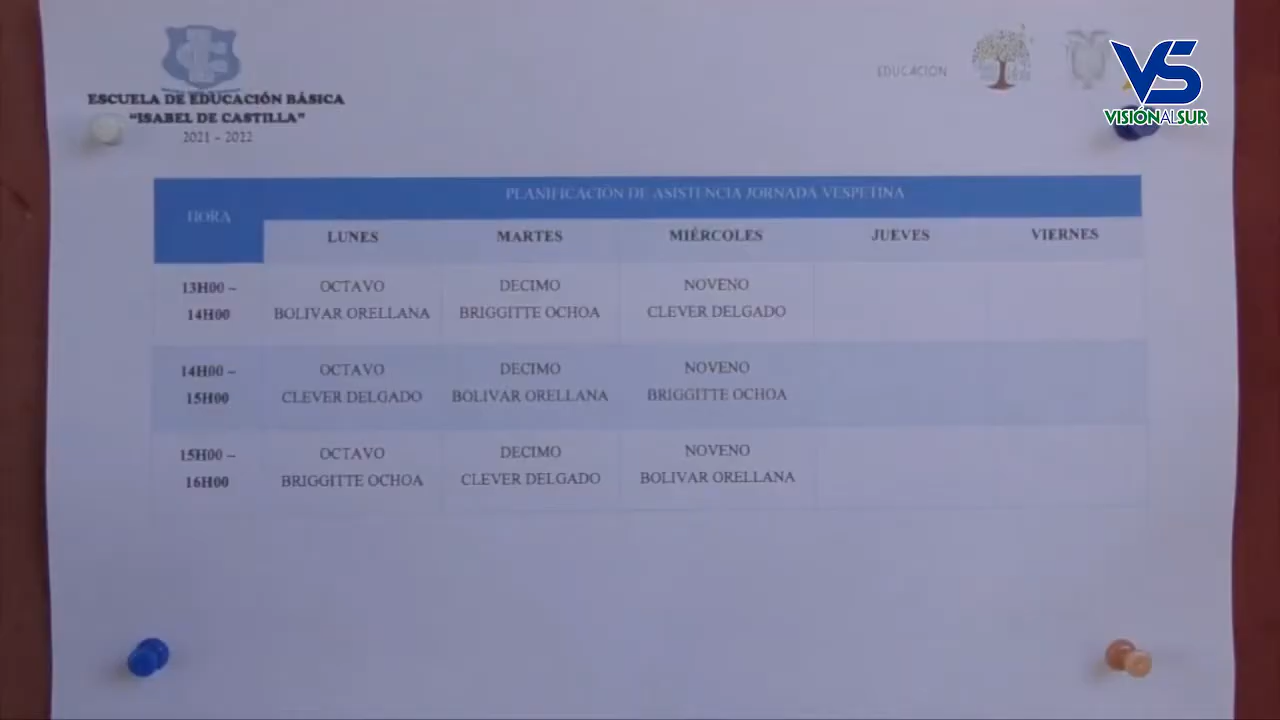 ESCUELA DE EDUCACIÓN BÁSICA
"ISABEL DE CASTILLA"
2021 - 2022
EDUCACIÓN
VS
VISIÓNALSUR
HORA
PLANIFICACIÓN DE ASISTENCIA JORNADA VESPETINA
LUNES MARTES MIÉRCOLES JUEVES VIERNES
13H00 – OCTAVO DECIMO NOVENO
14H00 BOLIVAR ORELLANA BRIGGITTE OCHOA CLEVER DELGADO
14H00 – OCTAVO DECIMO NOVENO
15H00 CLEVER DELGADO BOLIVAR ORELLANA BRIGGITTE OCHOA
15H00 – OCTAVO DECIMO NOVENO
16H00 BRIGGITTE OCHOA CLEVER DELGADO BOLIVAR ORELLANA